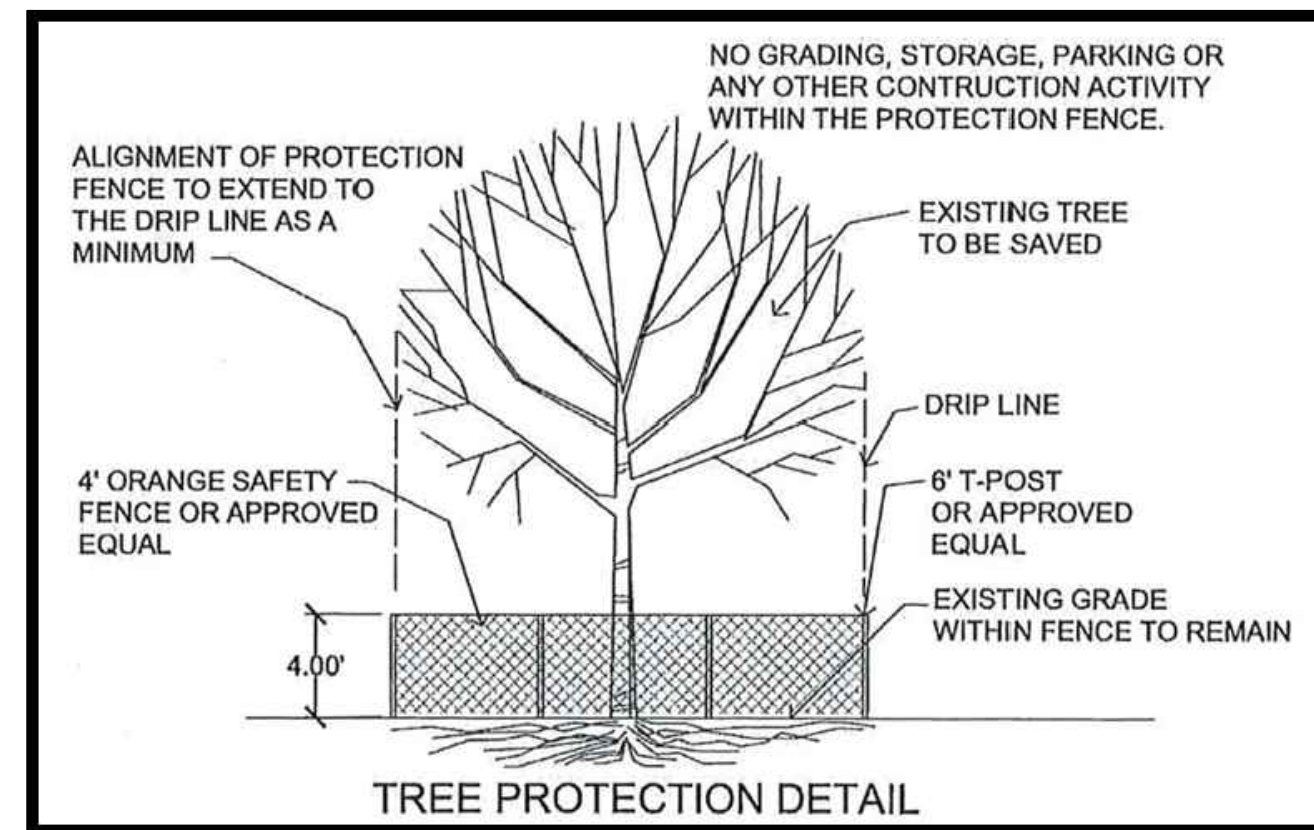 NO GRADING, STORAGE, PARKING OR
ANY OTHER CONTRUCTION ACTIVITY
WITHIN THE PROTECTION FENCE.
ALIGNMENT OF PROTECTION
FENCE TO EXTEND TO
THE DRIP LINE AS A
MINIMUM
EXISTING TREE
TO BE SAVED
DRIP LINE
4' ORANGE SAFETY
FENCE OR APPROVED
EQUAL
6' T-POST
OR APPROVED
EQUAL
EXISTING GRADE
WITHIN FENCE TO REMAIN
4.00'
TREE PROTECTION DETAIL